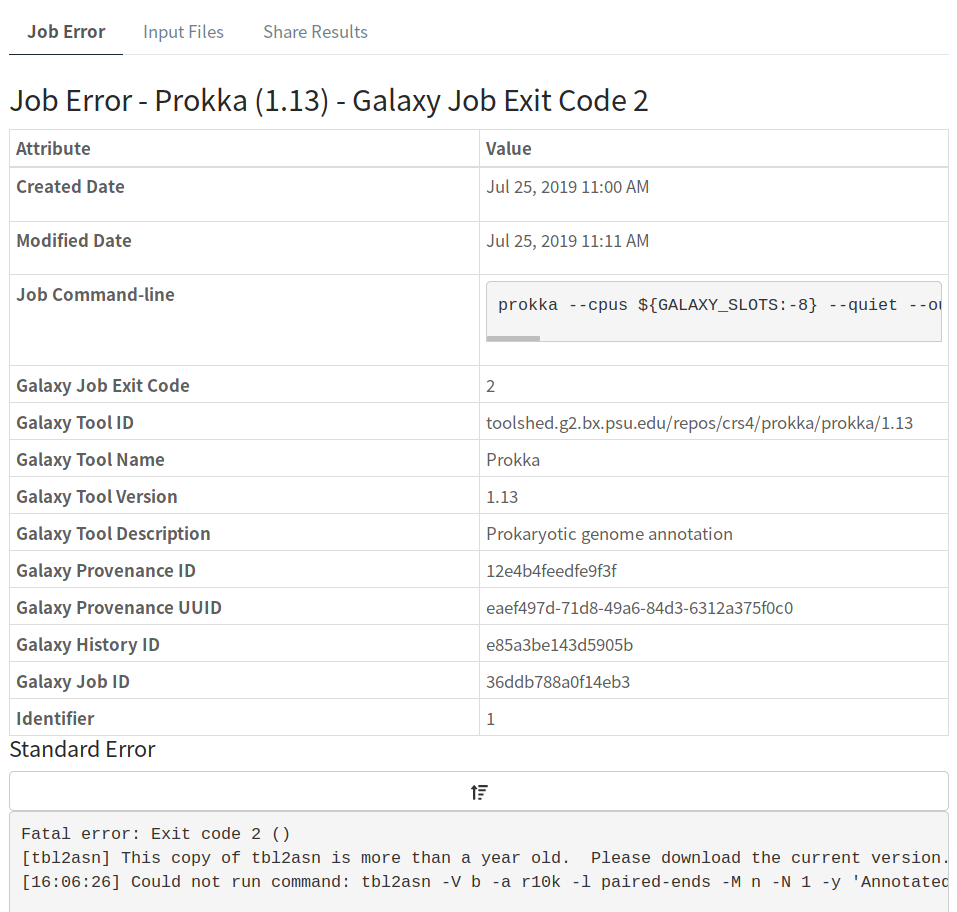 Job Error Input Files Share Results
Job Error - Prokka (1.13) - Galaxy Job Exit Code 2
Attribute Value
Created Date Jul 25, 2019 11:00 AM
Modified Date Jul 25, 2019 11:11 AM
Job Command-line prokka --cpus ${GALAXY_SLOTS:-8} --quiet --ou
Galaxy Job Exit Code 2
Galaxy Tool ID toolshed.g2.bx.psu.edu/repos/crs4/prokka/prokka/1.13
Galaxy Tool Name Prokka
Galaxy Tool Version 1.13
Galaxy Tool Description Prokaryotic genome annotation
Galaxy Provenance ID 12e4b4feedfe9f3f
Galaxy Provenance UUID eaef497d-71d8-49a6-84d3-6312a375f0c0
Galaxy History ID e85a3be143d5905b
Galaxy Job ID 36ddb788a0f14eb3
Identifier 1
Standard Error
Fatal error: Exit code 2 ()
[tbl2asn] This copy of tbl2asn is more than a year old.  Please download the current version.
[16:06:26] Could not run command: tbl2asn -V b -a r10k -l paired-ends -M n -N 1 -y 'Annotated